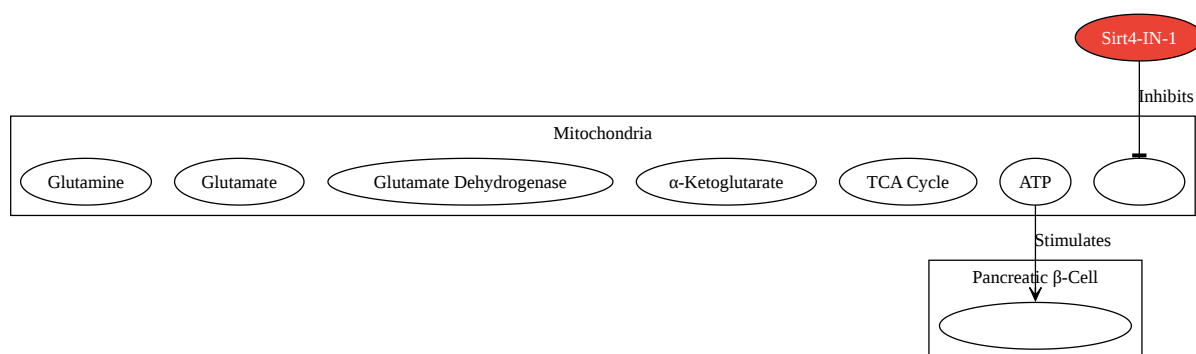 Sirt4-IN-1
Inhibits
Mitochondria
Glutamine
Glutamate
Glutamate Dehydrogenase
α-Ketoglutarate
TCA Cycle
ATP
Stimulates
Pancreatic β-Cell